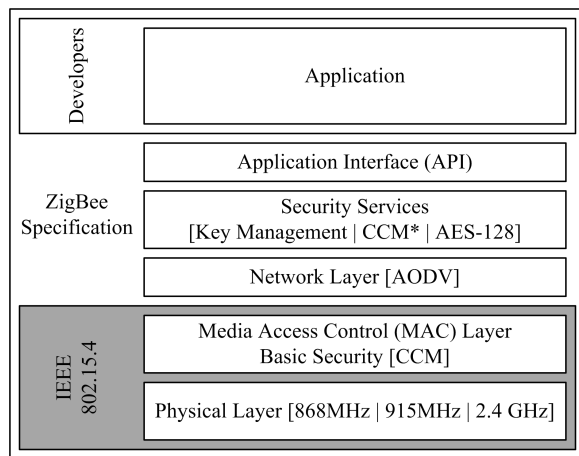 Developers
Application
ZigBee
Specification
Application Interface (API)
Security Services
[Key Management | CCM* | AES-128]
Network Layer [AODV]
IEEE
802.15.4
Media Access Control (MAC) Layer
Basic Security [CCM]
Physical Layer [868MHz | 915MHz | 2.4 GHz]